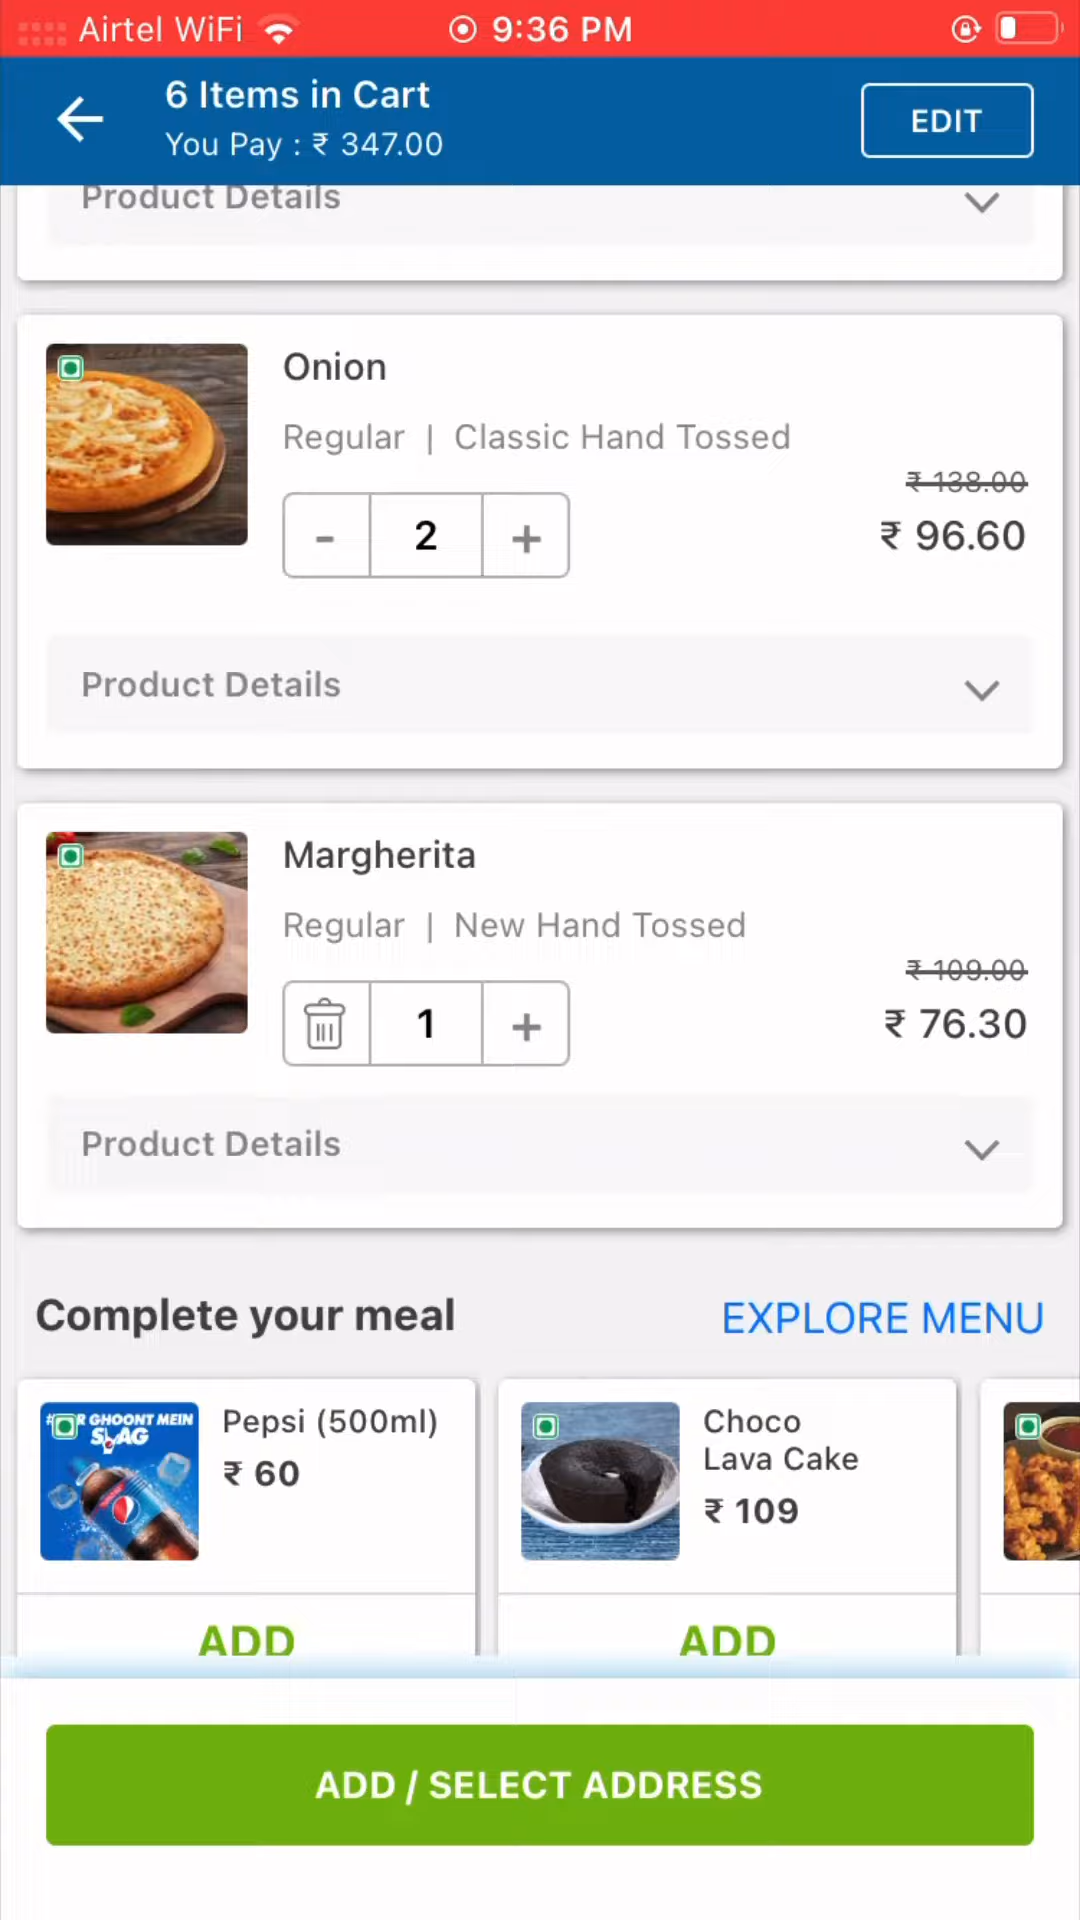 Airtel WiFi 9:36 PM
6 Items in Cart
You Pay : ₹ 347.00
EDIT
Product Details
Onion
Regular | Classic Hand Tossed
₹ 138.00
- 2 +
₹ 96.60
Product Details
Margherita
Regular | New Hand Tossed
₹ 109.00
1 +
₹ 76.30
Product Details
Complete your meal
EXPLORE MENU
GHOONT MEIN
SWAG
Pepsi (500ml)
₹ 60
ADD
Choco
Lava Cake
₹ 109
ADD
ADD / SELECT ADDRESS